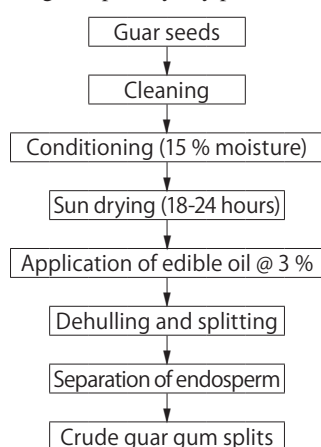 Guar seeds
Cleaning
Conditioning (15 % moisture)
Sun drying (18-24 hours)
Application of edible oil @ 3 %
Dehulling and splitting
Separation of endosperm
Crude guar gum splits